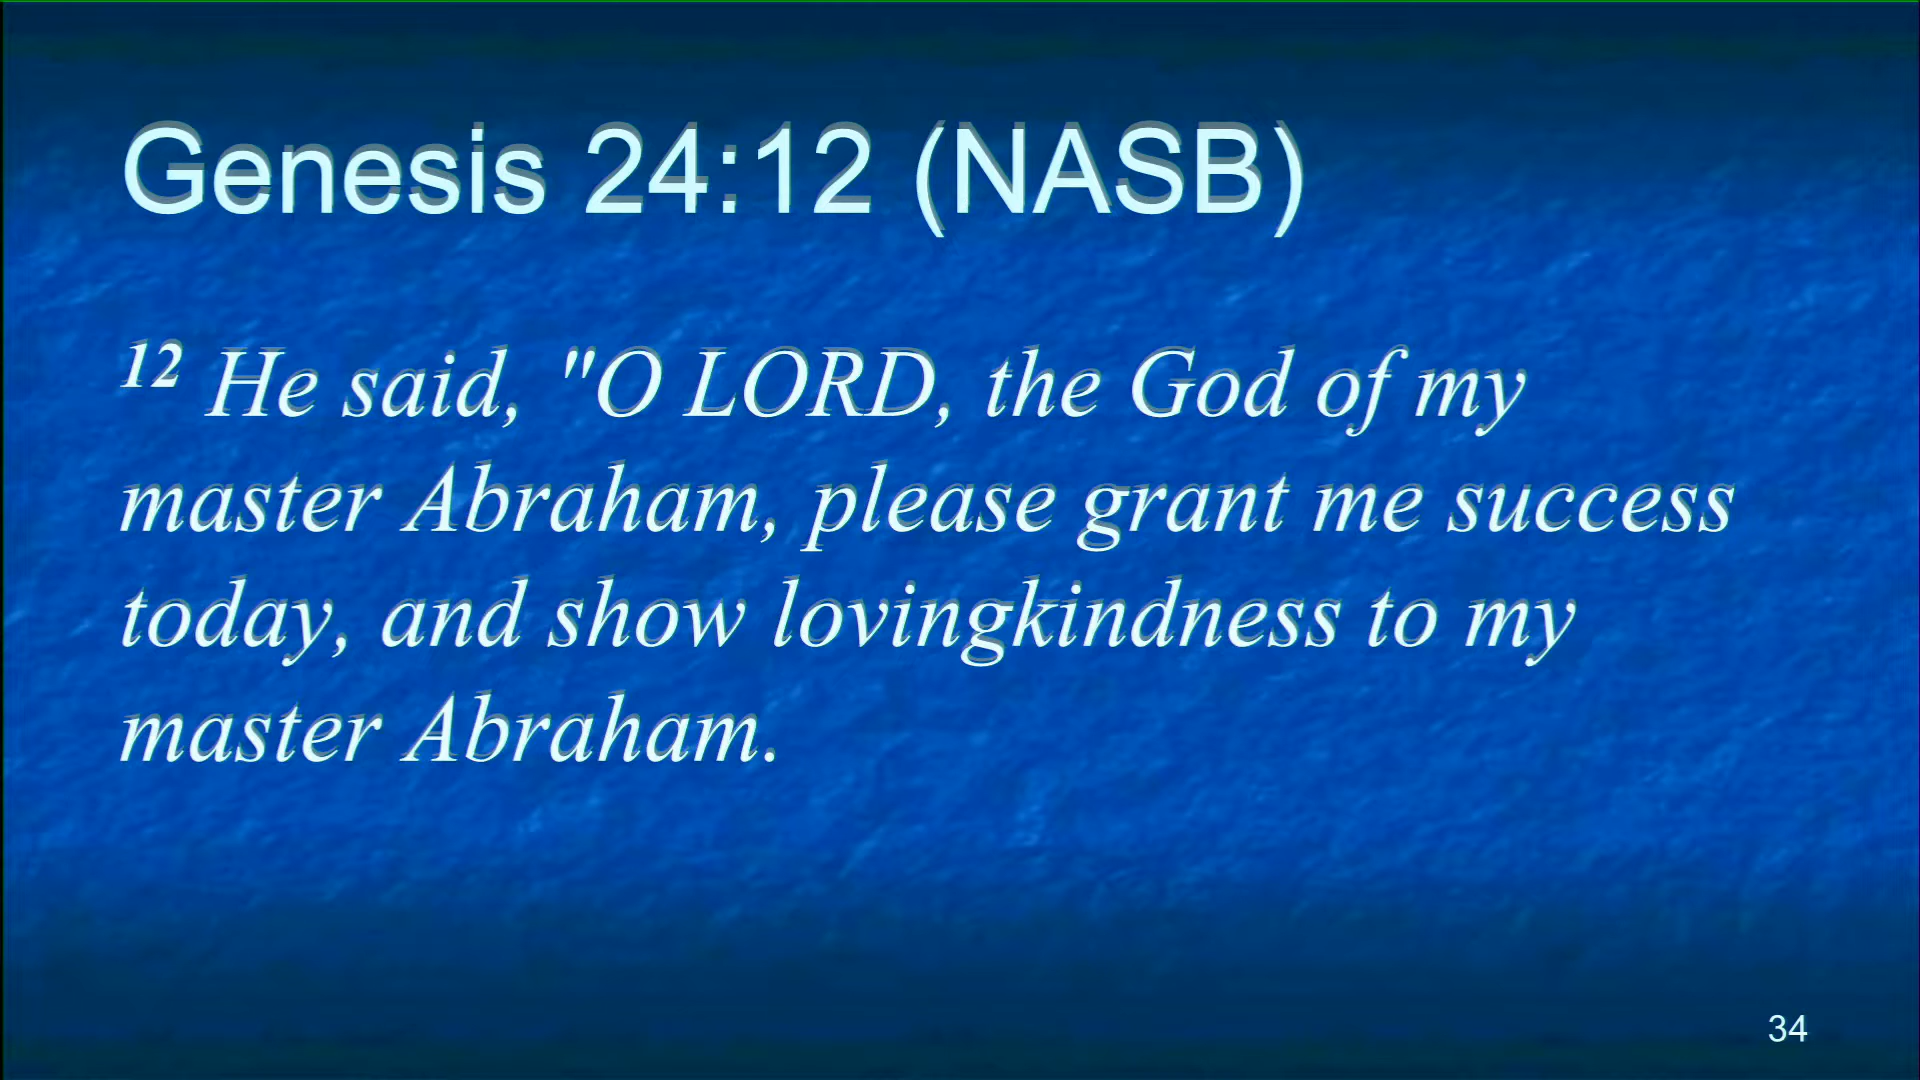 Genesis 24:12 (NASB)
12 He said, "O LORD, the God of my
master Abraham, please grant me success
today, and show lovingkindness to my
master Abraham.
34